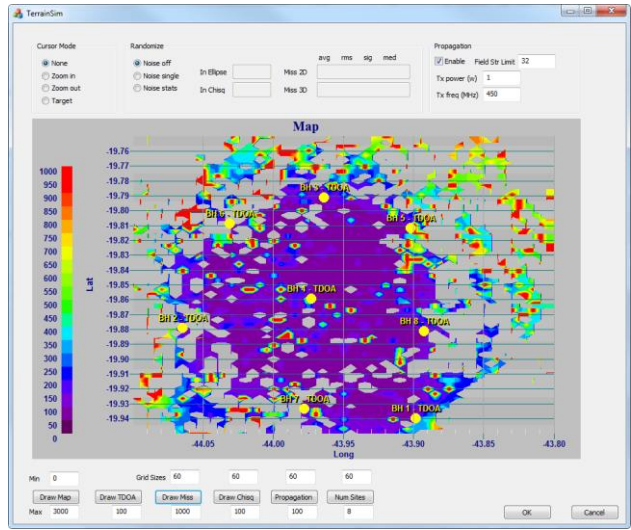 TerrainSim
Cursor Mode
None
Zoom in
Zoom out
Target
Randomize
Noise off
Noise single
Noise stats
avg rms sig med
In Ellipse Miss 2D
In Chisq Miss 3D
Propagation
Enable Field Str Limit 32
Tx power (w) 1
Tx freq (MHz) 450
Map
1000
950
900
850
800
750
700
650
600
550
500
450
400
350
300
250
200
150
100
50
0
Lat
-19.76
-19.77
-19.78
-19.79
-19.80
-19.81
-19.82
-19.83
-19.84
-19.85
-19.86
-19.87
-19.88
-19.89
-19.90
-19.91
-19.92
-19.93
-19.94
BH 3 - TDOA
BH 6 - TDOA
BH 5 - TDOA
BH 4 - TDOA
BH 2 - TDOA
BH 8 - TDOA
BH 7 - TDOA
BH 1 - TDOA
-44.05 -44.00 -43.95 -43.90 -43.85 -43.80
Long
Min 0 Grid Sizes 60 60 60 60
Draw Map Draw TDOA Draw Miss Draw Chisq Propagation Num Sites
Max 3000 100 1000 100 100 8
OK Cancel